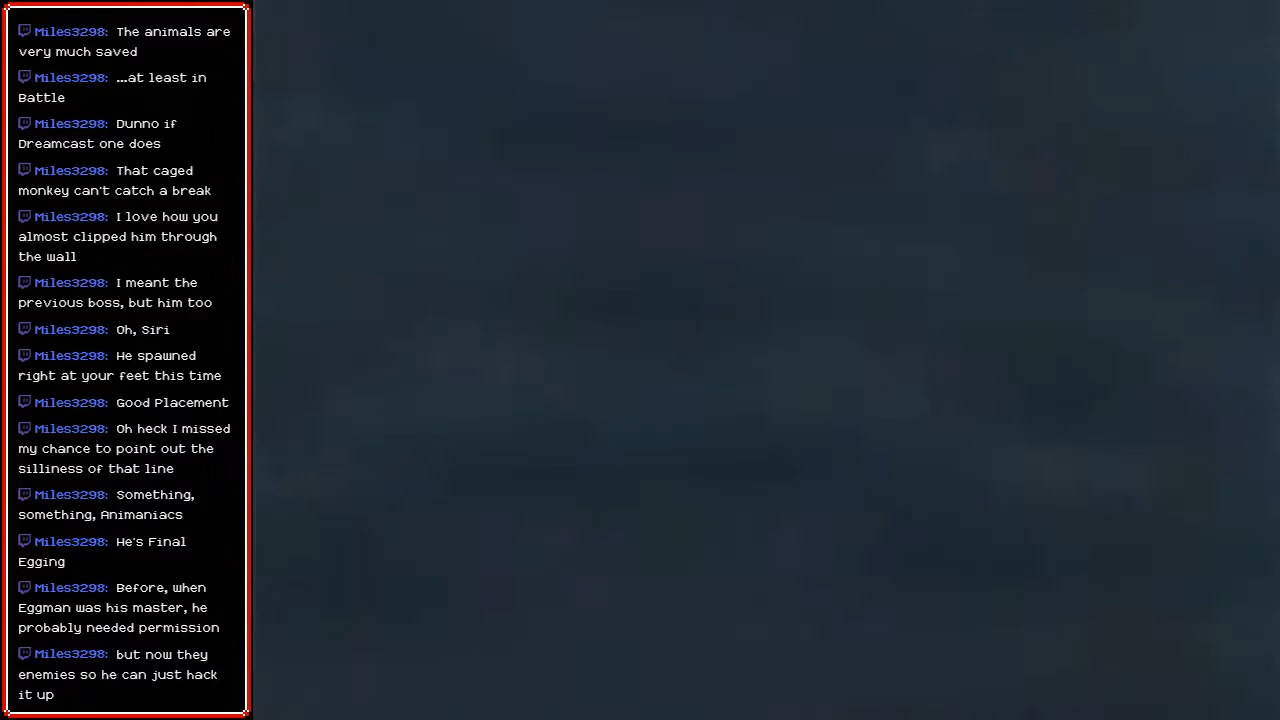 Miles3298: The animals are
very much saved
Miles3298: ...at least in
Battle
Miles3298: Dunno if
Dreamcast one does
Miles3298: That caged
monkey can't catch a break
Miles3298: I love how you
almost clipped him through
the wall
Miles3298: I meant the
previous boss, but him too
Miles3298: Oh, Siri
Miles3298: He spawned
right at your feet this time
Miles3298: Good Placement
Miles3298: Oh heck I missed
my chance to point out the
silliness of that line
Miles3298: Something,
something, Animaniacs
Miles3298: He's Final
Egging
Miles3298: Before, when
Eggman was his master, he
probably needed permission
Miles3298: but now they
enemies so he can just hack
it up